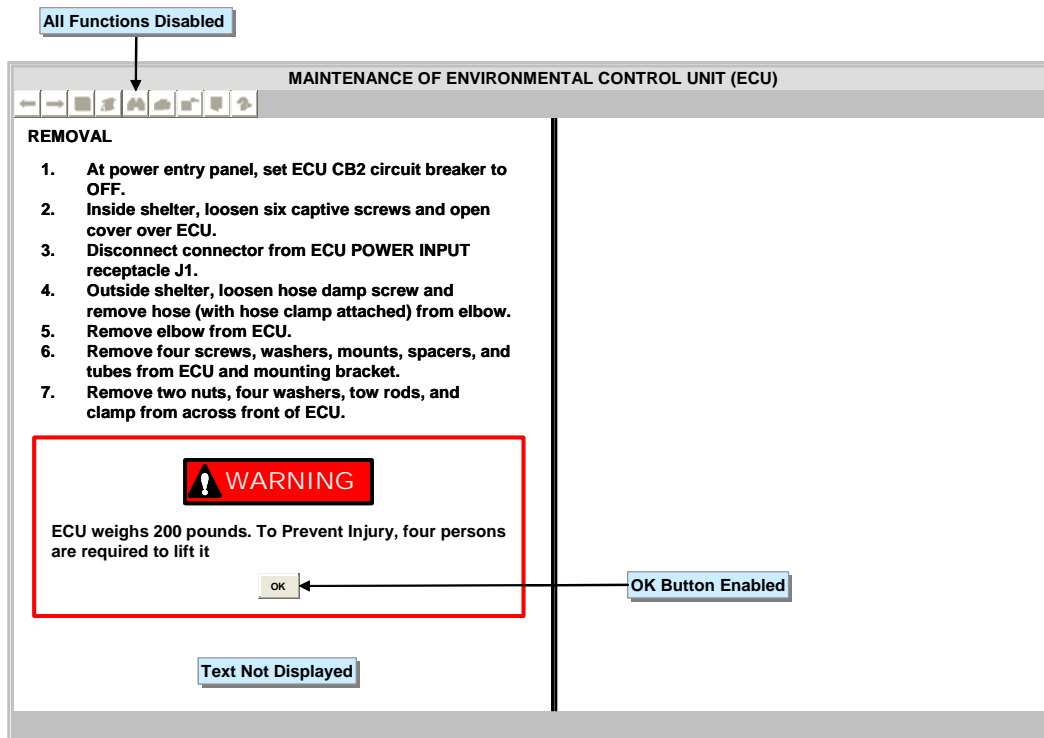 All Functions Disabled
MAINTENANCE OF ENVIRONMENTAL CONTROL UNIT (ECU)
REMOVAL
1. At power entry panel, set ECU CB2 circuit breaker to
OFF.
2. Inside shelter, loosen six captive screws and open
cover over ECU.
3. Disconnect connector from ECU POWER INPUT
receptacle J1.
4. Outside shelter, loosen hose damp screw and
remove hose (with hose clamp attached) from elbow.
5. Remove elbow from ECU.
6. Remove four screws, washers, mounts, spacers, and
tubes from ECU and mounting bracket.
7. Remove two nuts, four washers, tow rods, and
clamp from across front of ECU.
WARNING
ECU weighs 200 pounds. To Prevent Injury, four persons
are required to lift it
OK
OK Button Enabled
Text Not Displayed